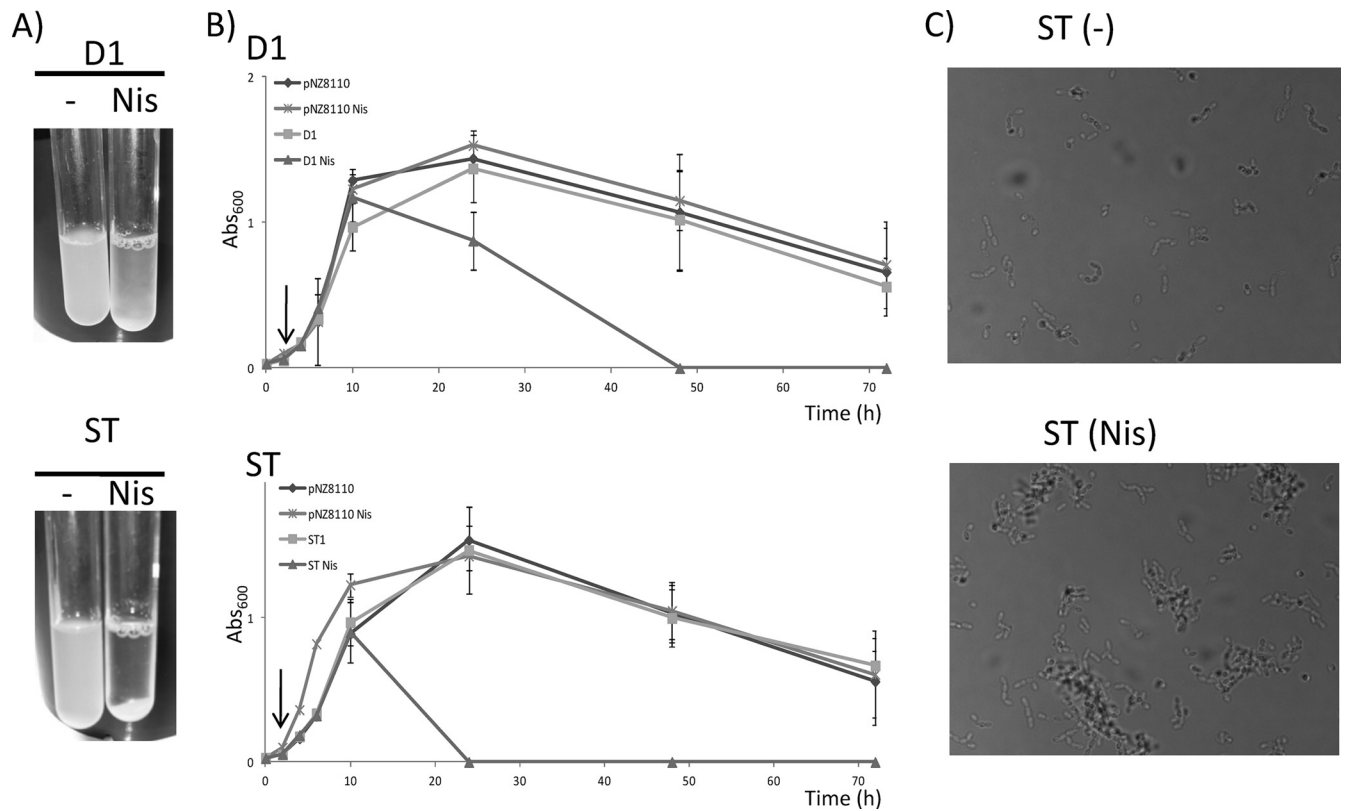 A)
D1
- Nis
ST
- Nis
B)
D1
2
1
0
Abs600
pNZ8110
pNZ8110 Nis
D1
D1 Nis
0 10 20 30 40 50 60 70
Time (h)
ST
1
0
Abs600
pNZ8110
pNZ8110 Nis
ST1
ST Nis
0 10 20 30 40 50 60 70
Time (h)
C)
ST (-)
ST (Nis)